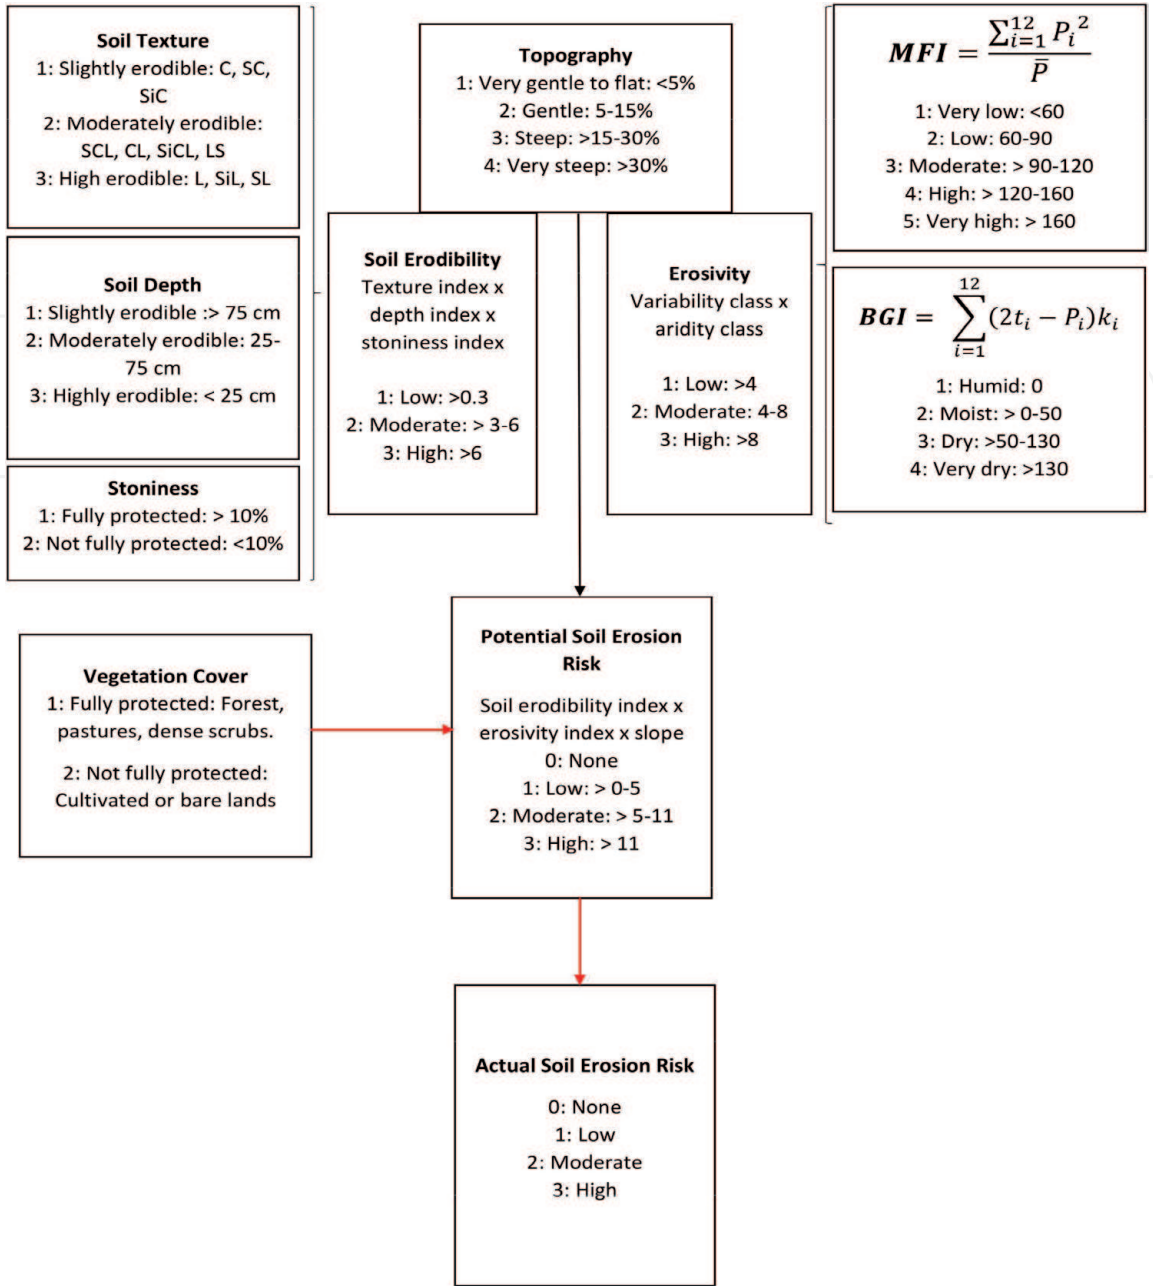 Soil Texture
1: Slightly erodible: C, SC,
SiC
2: Moderately erodible:
SCL, CL, SiCL, LS
3: High erodible: L, SiL, SL
Soil Depth
1: Slightly erodible :> 75 cm
2: Moderately erodible: 25-
75 cm
3: Highly erodible: < 25 cm
Stoniness
1: Fully protected: > 10%
2: Not fully protected: <10%
Topography
1: Very gentle to flat: <5%
2: Gentle: 5-15%
3: Steep: >15-30%
4: Very steep: >30%
Soil Erodibility
Texture index x
depth index x
stoniness index
1: Low: >0.3
2: Moderate: > 3-6
3: High: >6
Erosivity
Variability class x
aridity class
1: Low: >4
2: Moderate: 4-8
3: High: >8
MFI = ∑_{i=1}^{12} P_i² / P̄
1: Very low: <60
2: Low: 60-90
3: Moderate: > 90-120
4: High: > 120-160
5: Very high: > 160
BGI = ∑_{i=1}^{12} (2t_i − P_i)k_i
1: Humid: 0
2: Moist: > 0-50
3: Dry: >50-130
4: Very dry: >130
Vegetation Cover
1: Fully protected: Forest,
pastures, dense scrubs.
2: Not fully protected:
Cultivated or bare lands
Potential Soil Erosion
Risk
Soil erodibility index x
erosivity index x slope
0: None
1: Low: > 0-5
2: Moderate: > 5-11
3: High: > 11
Actual Soil Erosion Risk
0: None
1: Low
2: Moderate
3: High